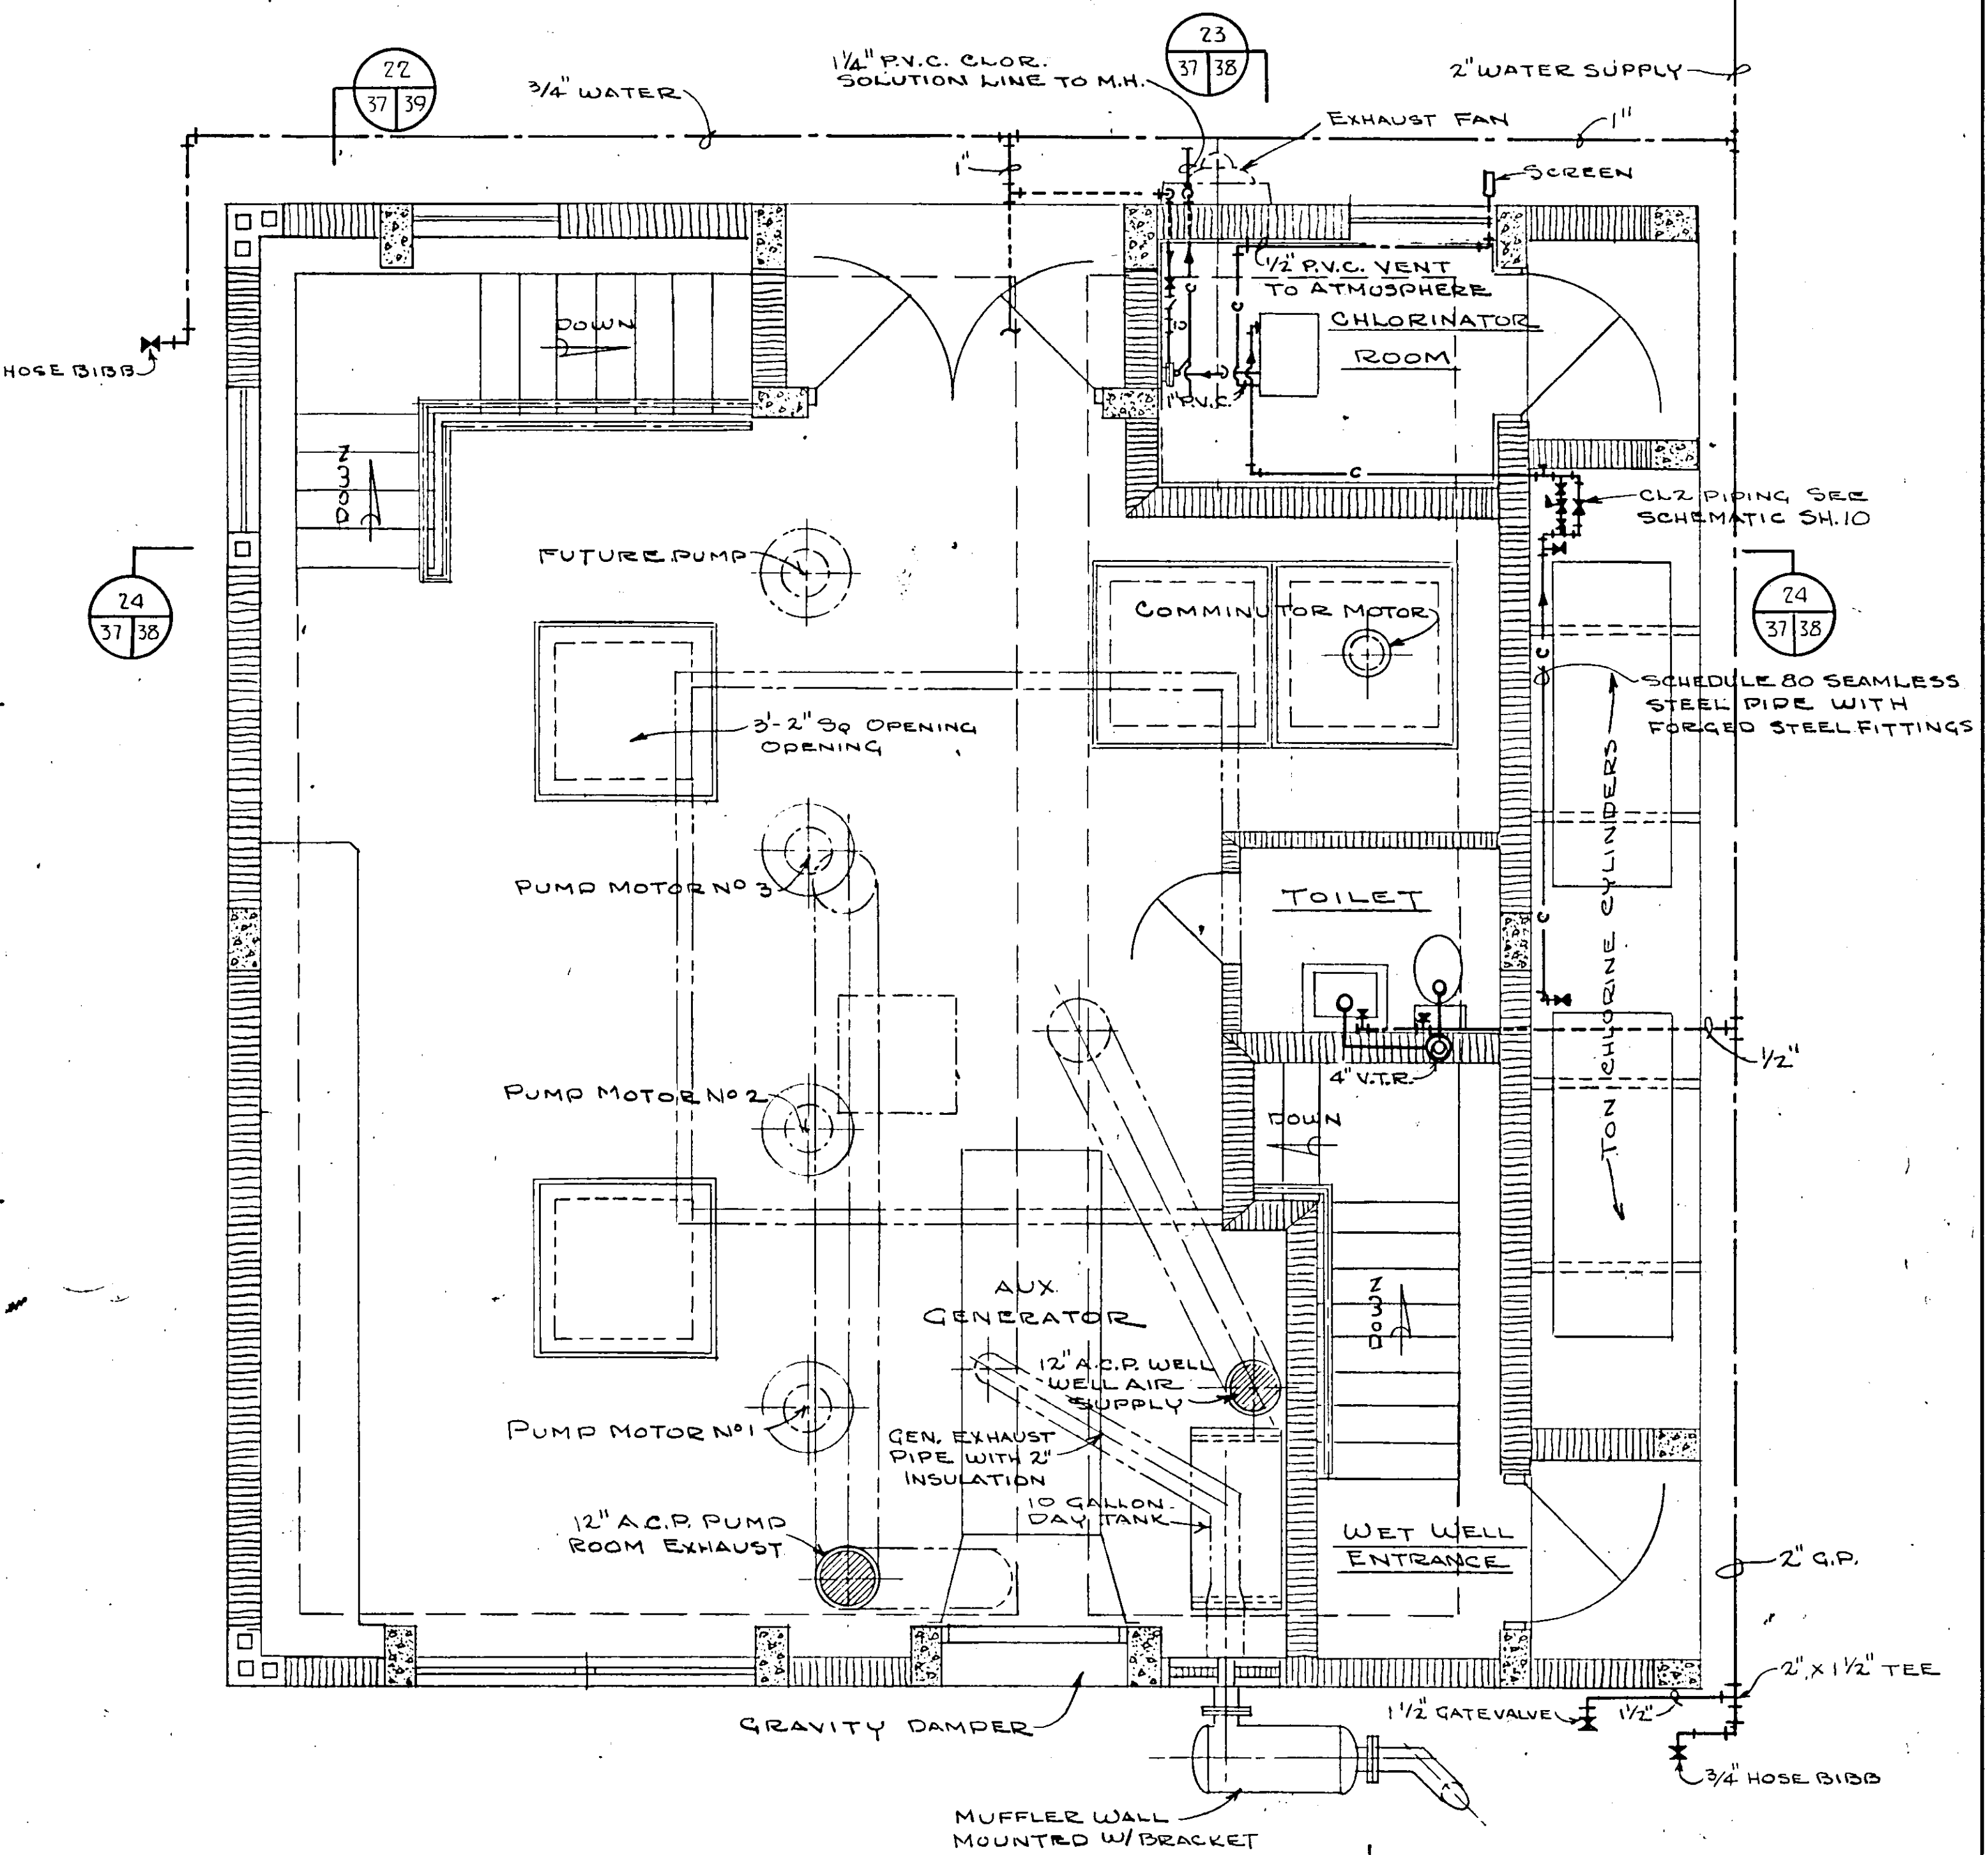 22
37 39
3/4" WATER
1 1/4" P.V.C. CLOR.
SOLUTION LINE TO M.H.
23
37 38
2" WATER SUPPLY
EXHAUST FAN
1"
1"
SCREEN
1/2" P.V.C. VENT
TO ATMOSPHERE
CHLORINATOR
ROOM
DOWN
HOSE BIBB
C
C
1" P.V.C.
DOWN
C
CL2 PIPING SEE
SCHEMATIC SH.10
FUTURE PUMP
24
37 38
COMMINUTOR MOTOR
24
37 38
C
SCHEDULE 80 SEAMLESS
STEEL PIPE WITH
FORGED STEEL FITTINGS
3'-2" SQ OPENING
OPENING
PUMP MOTOR NO 3
TOILET
C
TON CHLORINE CYLINDERS
1/2"
4" V.T.R.
PUMP MOTOR NO 2
DOWN
AUX.
GENERATOR
DOWN
12" A.C.P. WELL
WELL AIR
SUPPLY
PUMP MOTOR NO 1
GEN. EXHAUST
PIPE WITH 2"
INSULATION
10 GALLON
DAY TANK
12" A.C.P. PUMP
ROOM EXHAUST
WET WELL
ENTRANCE
2" G.P.
2" X 1 1/2" TEE
1 1/2" GATE VALVE
1 1/2"
GRAVITY DAMPER
3/4" HOSE BIBB
MUFFLER WALL
MOUNTED W/ BRACKET